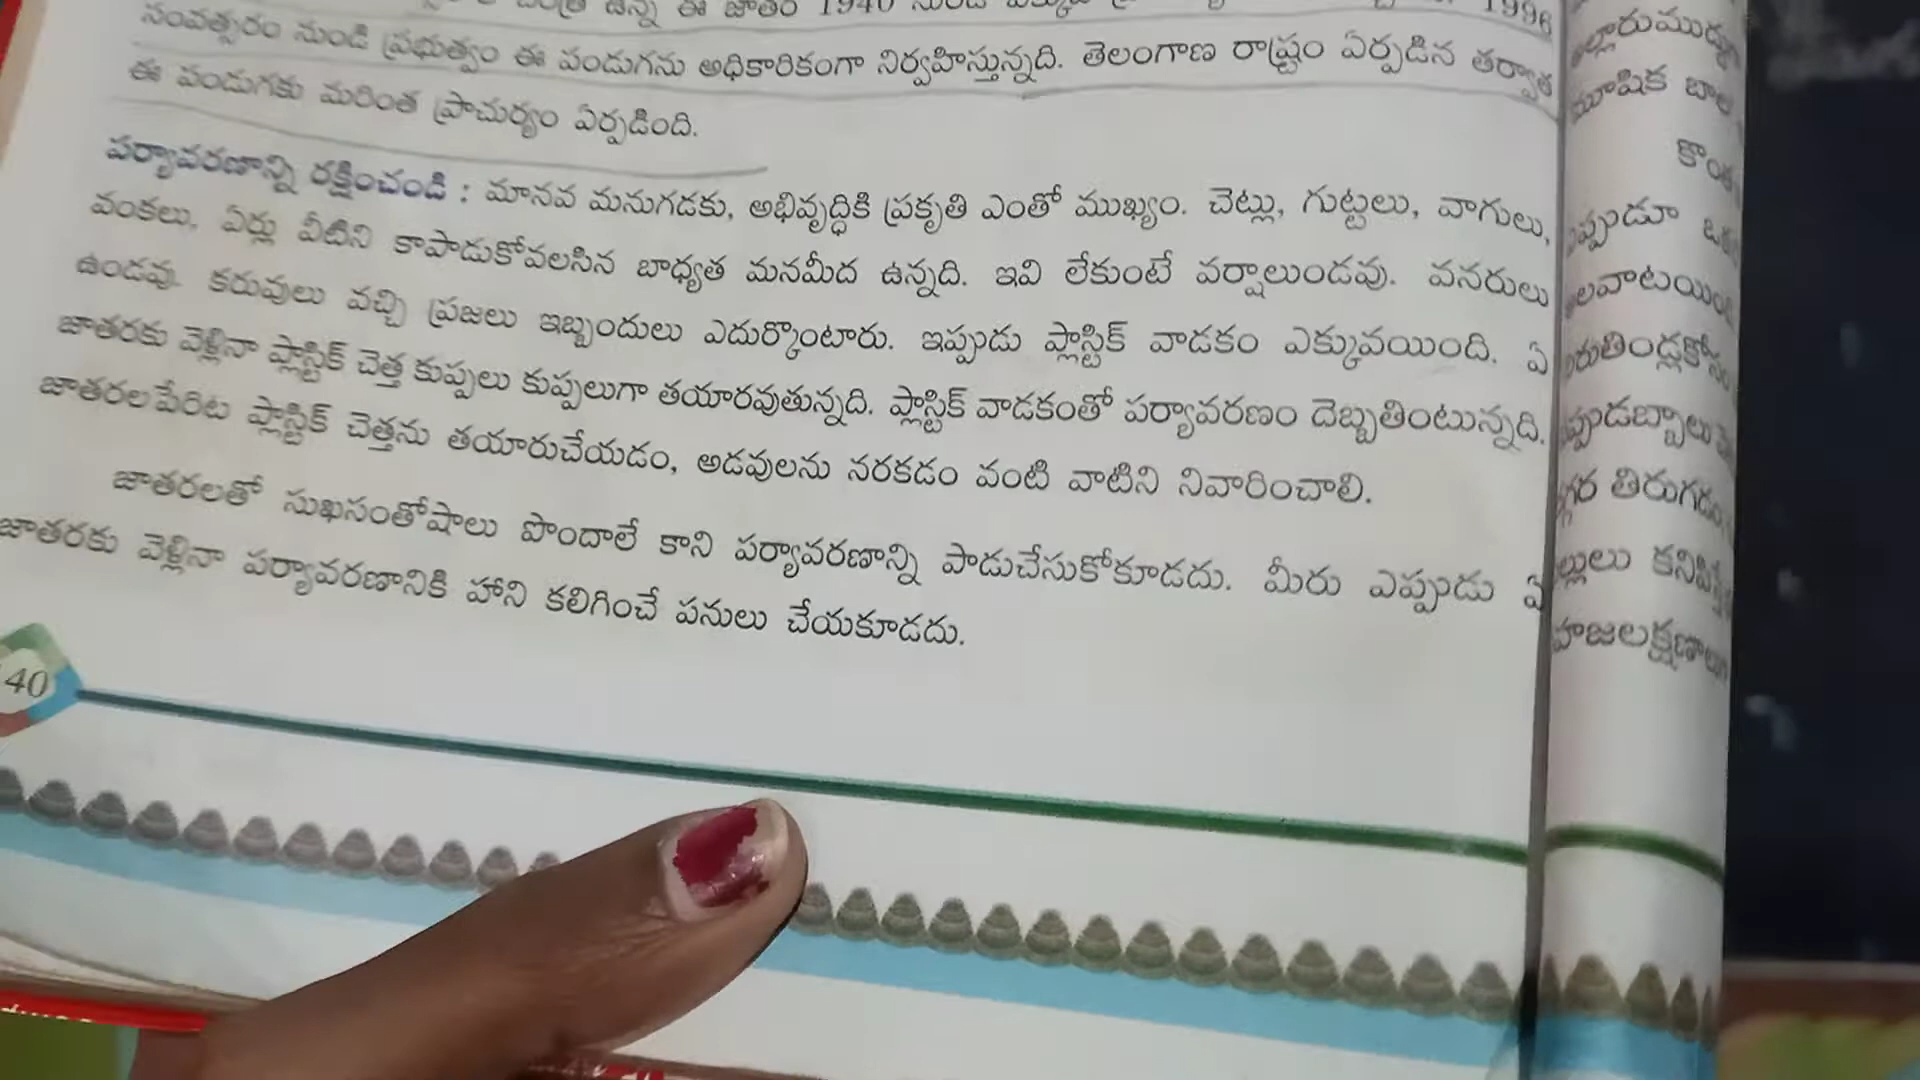 ఈ జాతర 1940 నుండి 1996
సంవత్సరం నుండి ప్రభుత్వం ఈ పండుగను అధికారికంగా నిర్వహిస్తున్నది. తెలంగాణ రాష్ట్రం ఏర్పడిన తర్వాత
ఈ పండుగకు మరింత ప్రాచుర్యం ఏర్పడింది.
పర్యావరణాన్ని రక్షించండి : మానవ మనుగడకు, అభివృద్ధికి ప్రకృతి ఎంతో ముఖ్యం. చెట్లు, గుట్టలు, వాగులు,
వంకలు, ఏర్లు వీటిని కాపాడుకోవలసిన బాధ్యత మనమీద ఉన్నది. ఇవి లేకుంటే వర్షాలుండవు. వనరులు
ఉండవు. కరువులు వచ్చి ప్రజలు ఇబ్బందులు ఎదుర్కొంటారు. ఇప్పుడు ప్లాస్టిక్ వాడకం ఎక్కువయింది. ఏ
జాతరకు వెళ్లినా ప్లాస్టిక్ చెత్త కుప్పలు కుప్పలుగా తయారవుతున్నది. ప్లాస్టిక్ వాడకంతో పర్యావరణం దెబ్బతింటున్నది.
జాతరల పేరిట ప్లాస్టిక్ చెత్తను తయారుచేయడం, అడవులను నరకడం వంటి వాటిని నివారించాలి.
జాతరలతో సుఖసంతోషాలు పొందాలే కాని పర్యావరణాన్ని పాడుచేసుకోకూడదు. మీరు ఎప్పుడు ఏ
జాతరకు వెళ్లినా పర్యావరణానికి హాని కలిగించే పనులు చేయకూడదు.
40